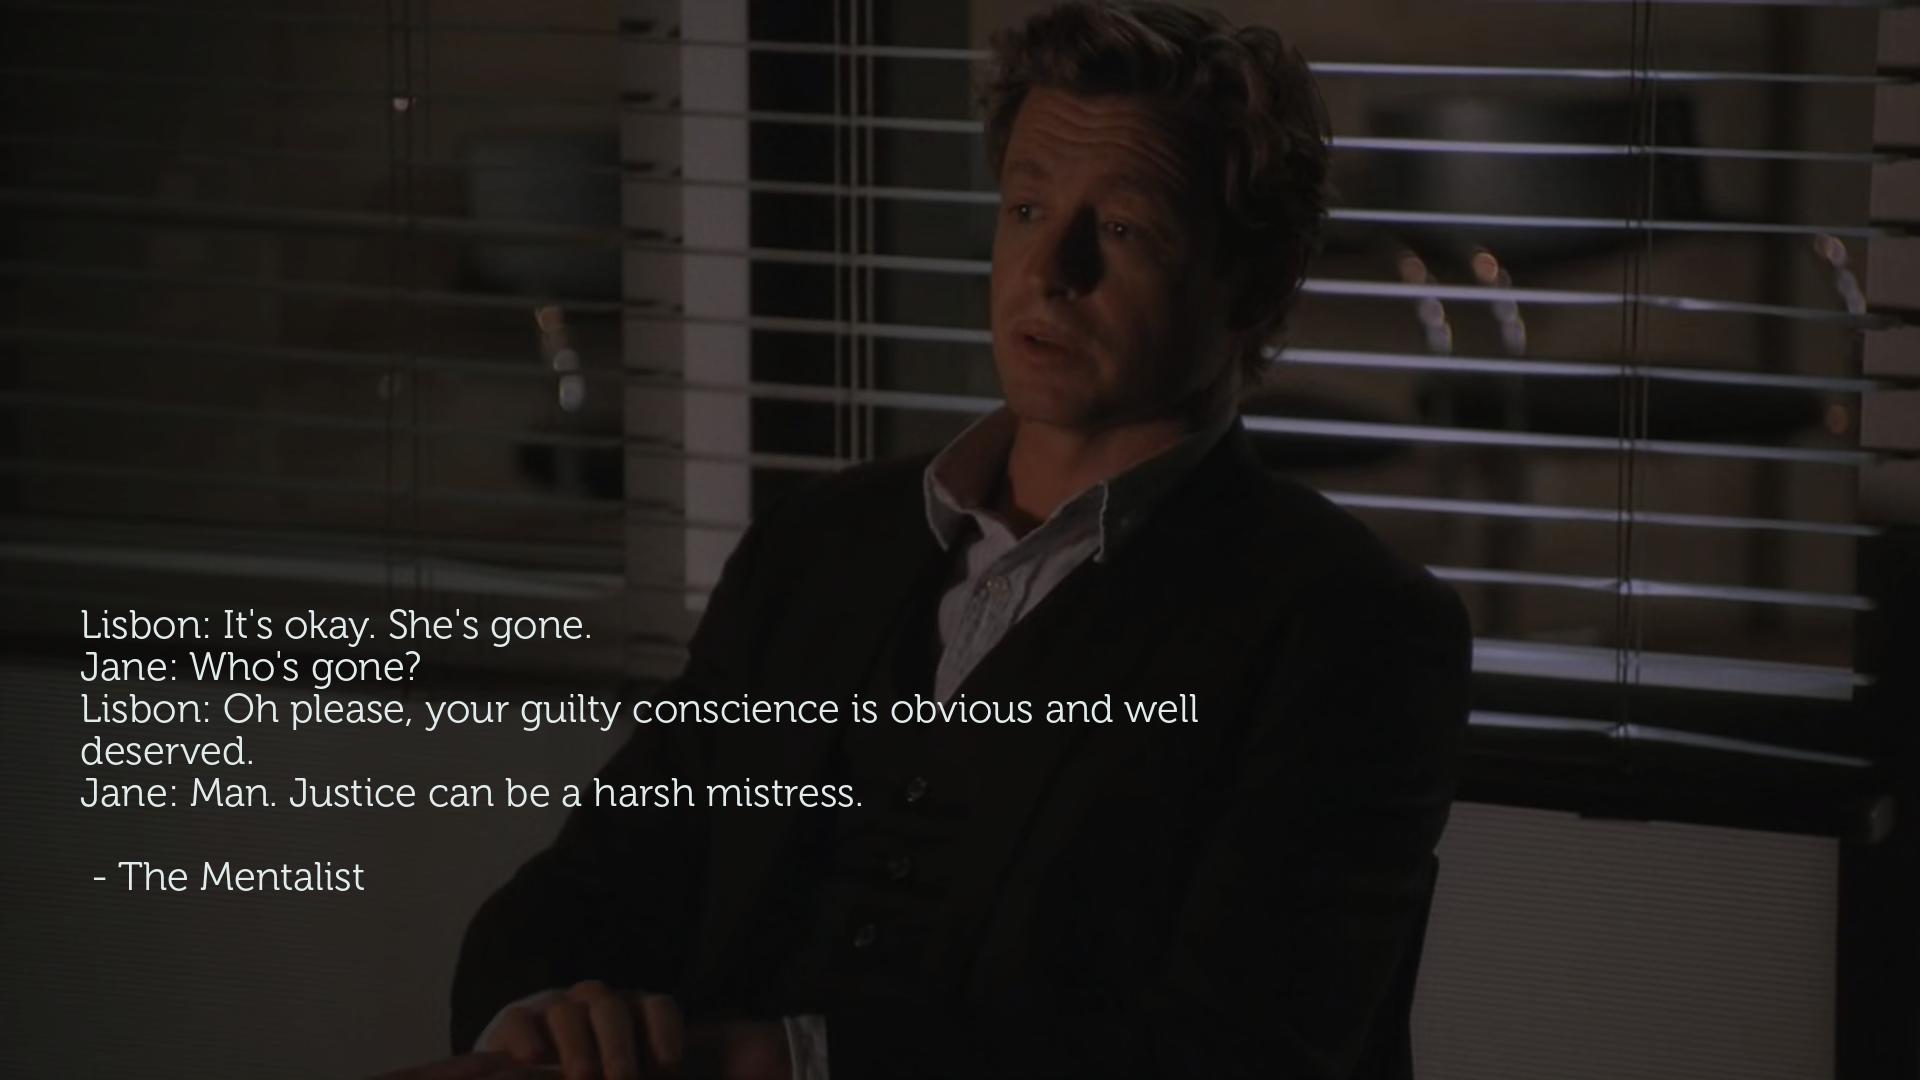 Lisbon: It's okay. She's gone.
Jane: Who's gone?
Lisbon: Oh please, your guilty conscience is obvious and well
deserved.
Jane: Man. Justice can be a harsh mistress.
- The Mentalist